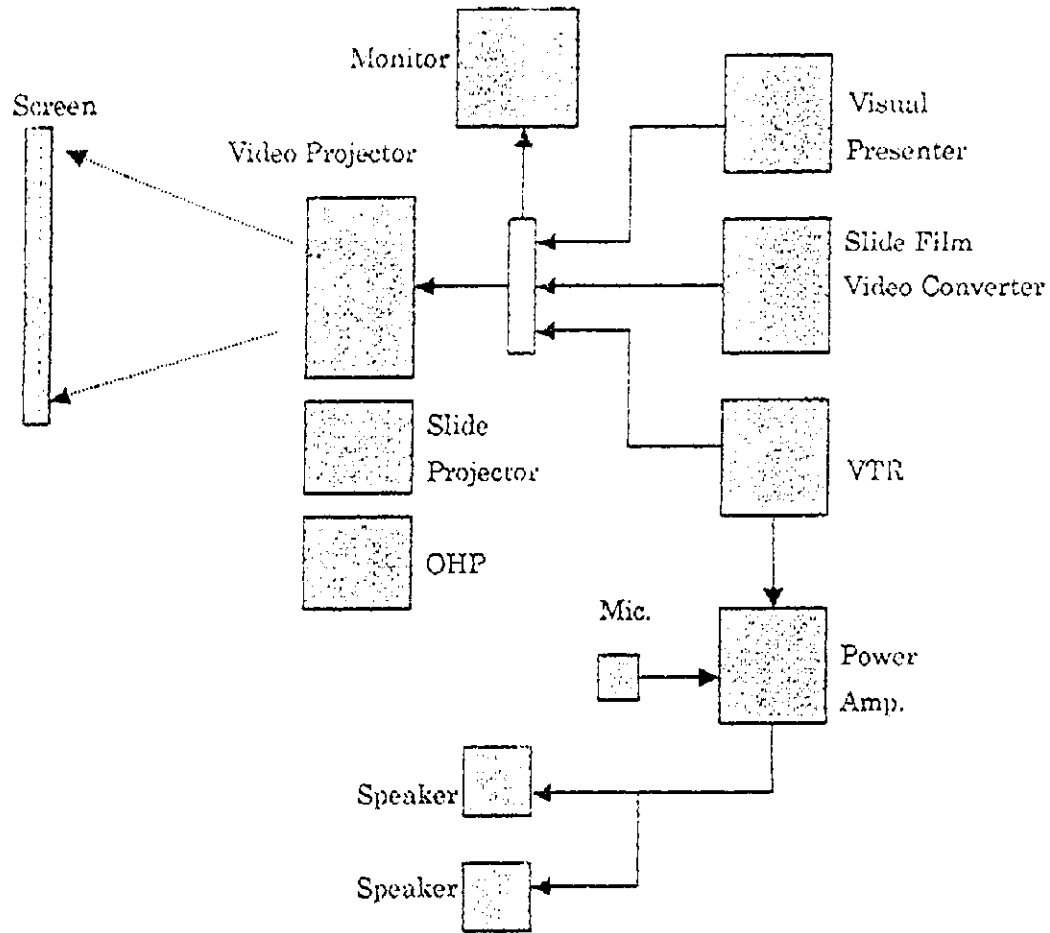 Monitor
Screen
Visual
Presenter
Video Projector
Slide Film
Video Converter
Slide
Projector
VTR
OHP
Mic.
Power
Amp.
Speaker
Speaker